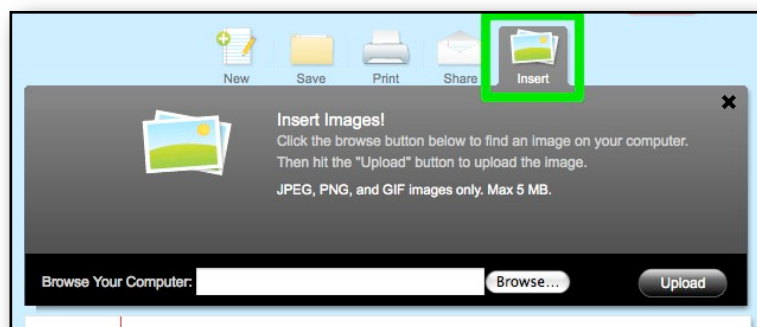 New Save Print Share Insert
Insert Images!
Click the browse button below to find an image on your computer.
Then hit the "Upload" button to upload the image.
JPEG, PNG, and GIF images only. Max 5 MB.
Browse Your Computer: Browse... Upload